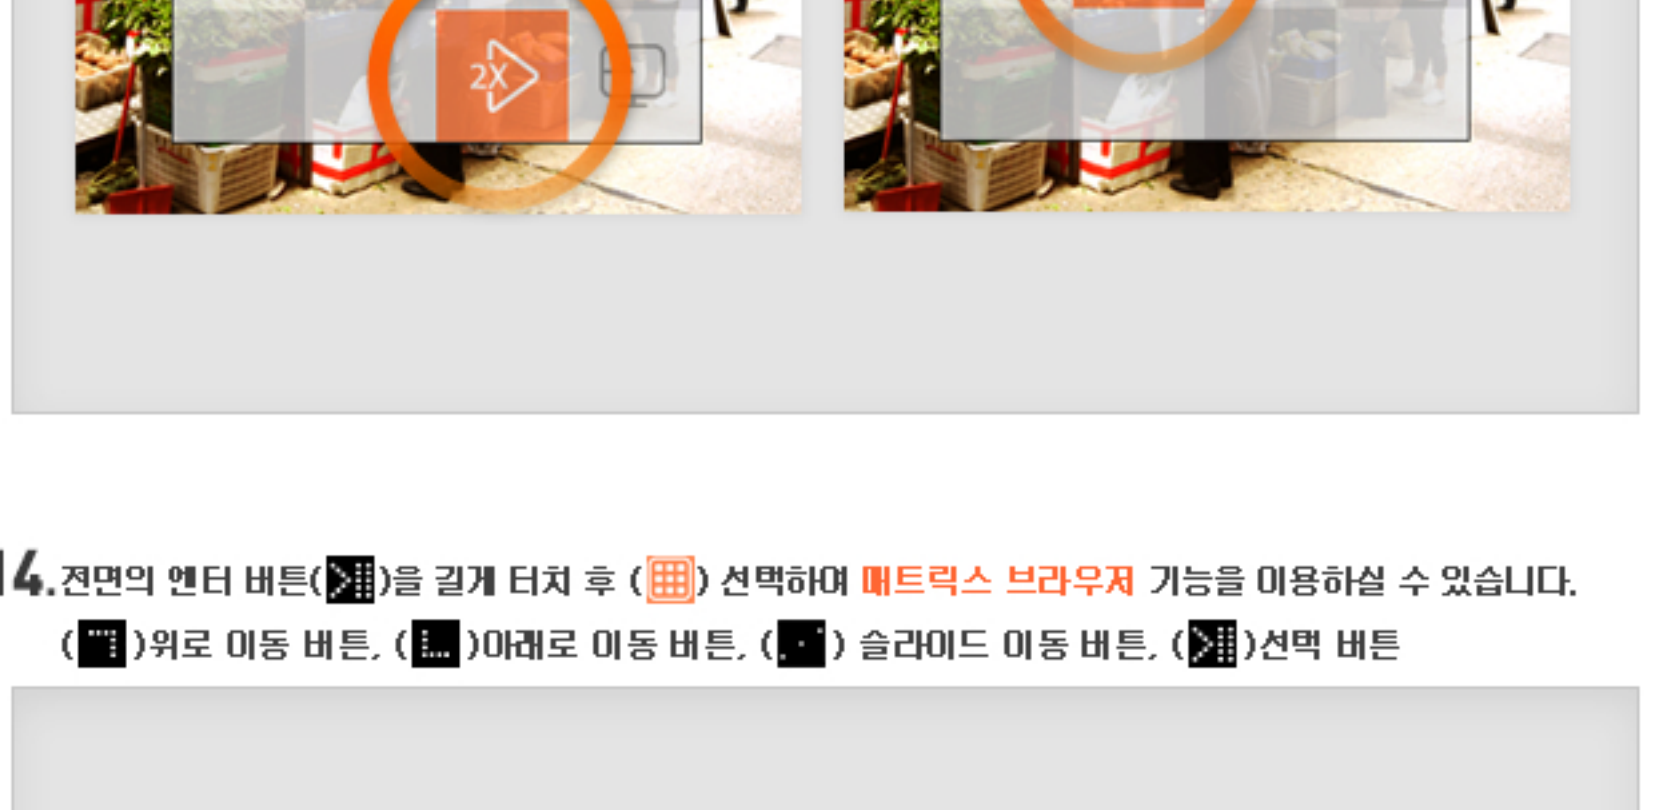 2X
14.전면의 엔터 버튼( )을 길게 터치 후 ( ) 선택하여 매트릭스 브라우저 기능을 이용하실 수 있습니다.
( )위로 이동 버튼, ( )아래로 이동 버튼, ( ) 슬라이드 이동 버튼, ( )선택 버튼